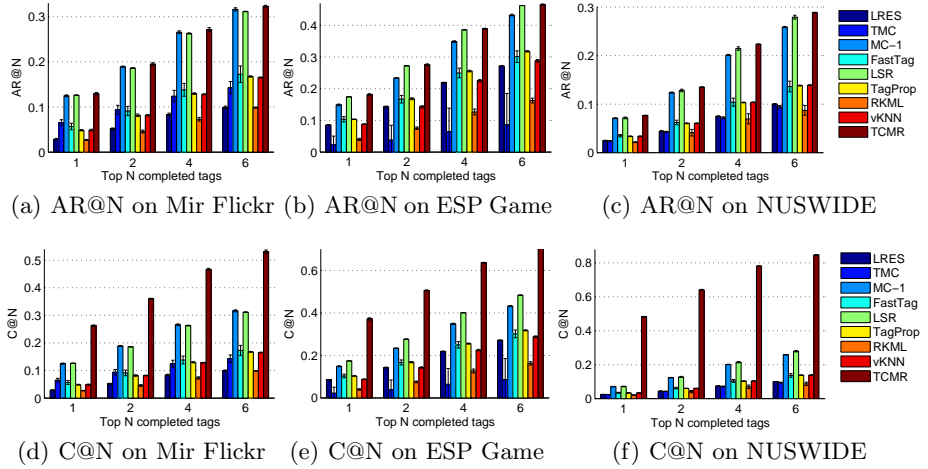 0.3
0.2
0.1
0
AR@N
1 2 4 6
Top N completed tags
(a) AR@N on Mir Flickr
0.4
0.3
0.2
0.1
0
AR@N
1 2 4 6
Top N completed tags
(b) AR@N on ESP Game
0.3
0.2
0.1
0
AR@N
1 2 4 6
Top N completed tags
(c) AR@N on NUSWIDE
LRES
TMC
MC-1
FastTag
LSR
TagProp
RKML
vKNN
TCMR
0.5
0.4
0.3
0.2
0.1
0
C@N
1 2 4 6
Top N completed tags
(d) C@N on Mir Flickr
0.6
0.4
0.2
0
C@N
1 2 4 6
Top N completed tags
(e) C@N on ESP Game
0.8
0.6
0.4
0.2
0
C@N
1 2 4 6
Top N completed tags
(f) C@N on NUSWIDE
LRES
TMC
MC-1
FastTag
LSR
TagProp
RKML
vKNN
TCMR